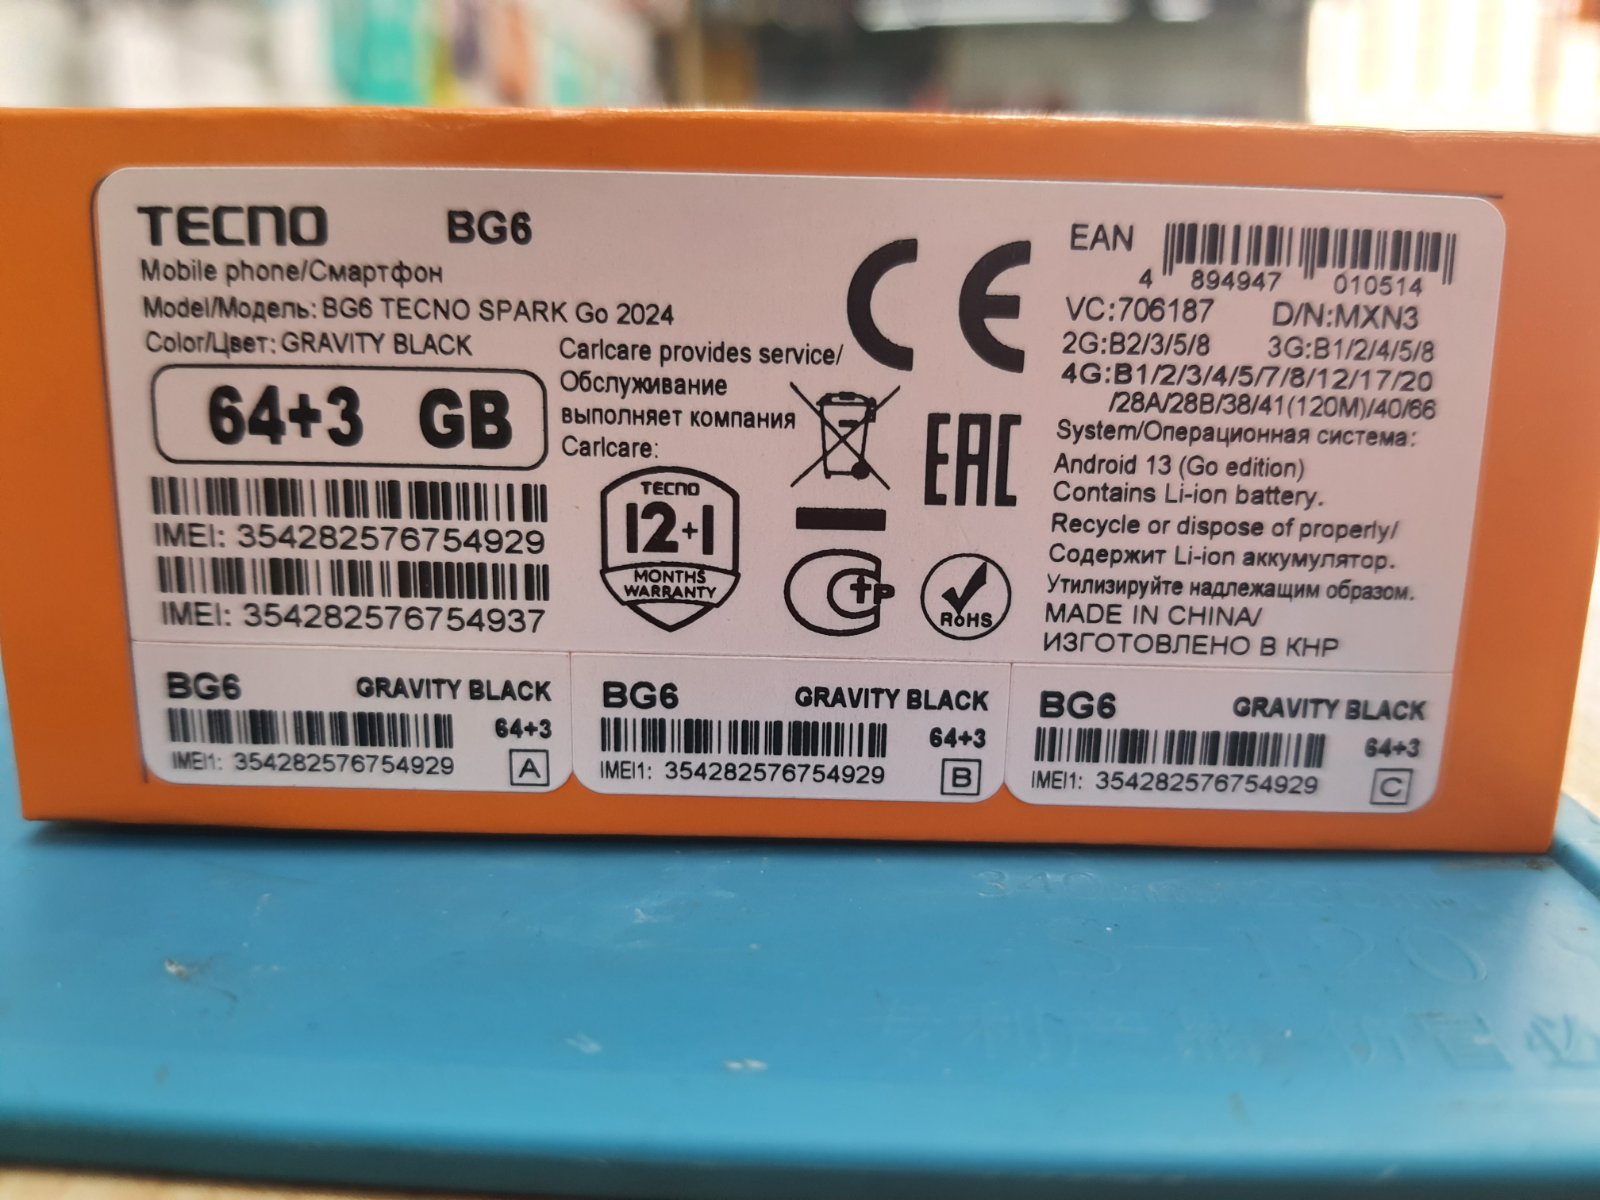 TECNO BG6
Mobile phone/Смартфон
Model/Модель: BG6 TECNO SPARK Go 2024
Color/Цвет: GRAVITY BLACK
64+3 GB
IMEI: 354282576754929
IMEI: 354282576754937
Carlcare provides service/
Обслуживание
выполняет компания
Carlcare:
TECNO
12+1
MONTHS
WARRANTY
CE
EAC
TP
RoHS
EAN
4 894947 010514
VC:706187 D/N:MXN3
2G:B2/3/5/8 3G:B1/2/4/5/8
4G:B1/2/3/4/5/7/8/12/17/20
/28A/28B/38/41(120M)/40/66
System/Операционная система:
Android 13 (Go edition)
Contains Li-ion battery.
Recycle or dispose of properly/
Содержит Li-ion аккумулятор.
Утилизируйте надлежащим образом.
MADE IN CHINA/
ИЗГОТОВЛЕНО В КНР
BG6 GRAVITY BLACK
64+3
IMEI1: 354282576754929 A
BG6 GRAVITY BLACK
64+3
IMEI1: 354282576754929 B
BG6 GRAVITY BLACK
64+3
IMEI1: 354282576754929 C